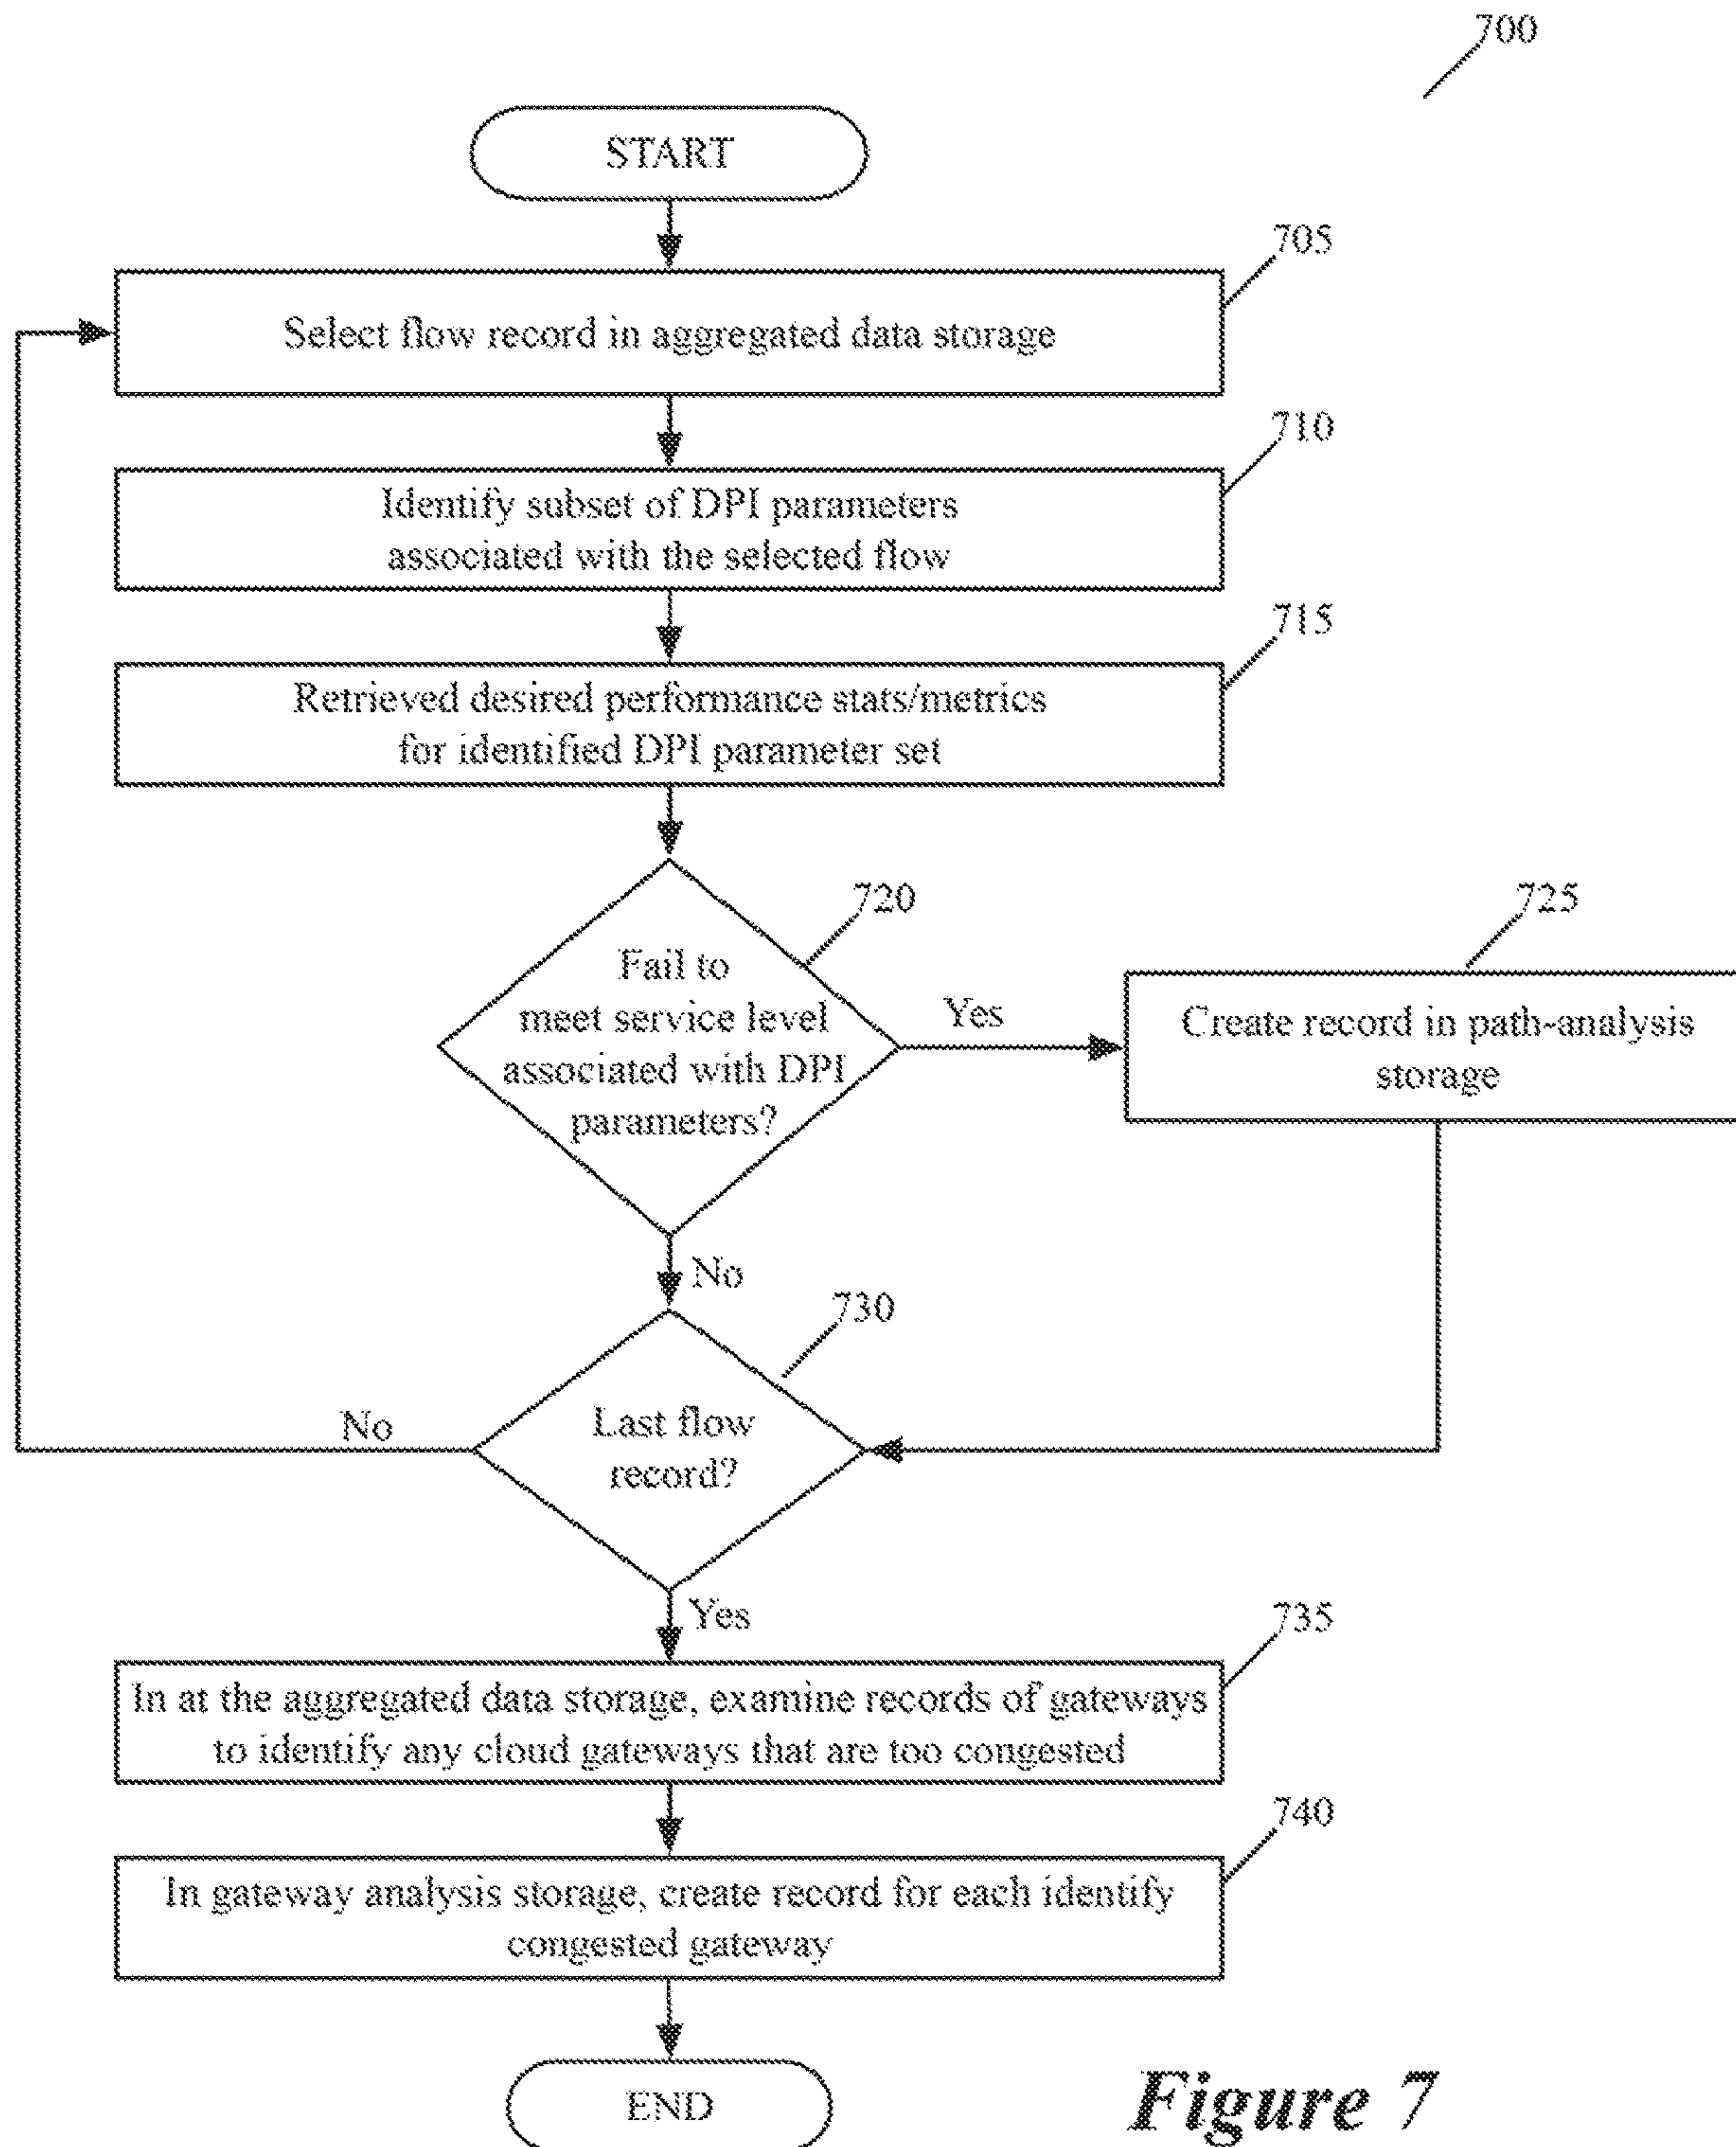 700
START
705
Select flow record in aggregated data storage
710
Identify subset of DPI parameters
associated with the selected flow
715
Retrieved desired performance stats/metrics
for identified DPI parameter set
720
Fail to
meet service level
associated with DPI
parameters?
Yes
725
Create record in path-analysis
storage
No
730
Last flow
record?
No
Yes
735
In at the aggregated data storage, examine records of gateways
to identify any cloud gateways that are too congested
740
In gateway analysis storage, create record for each identify
congested gateway
END
Figure 7